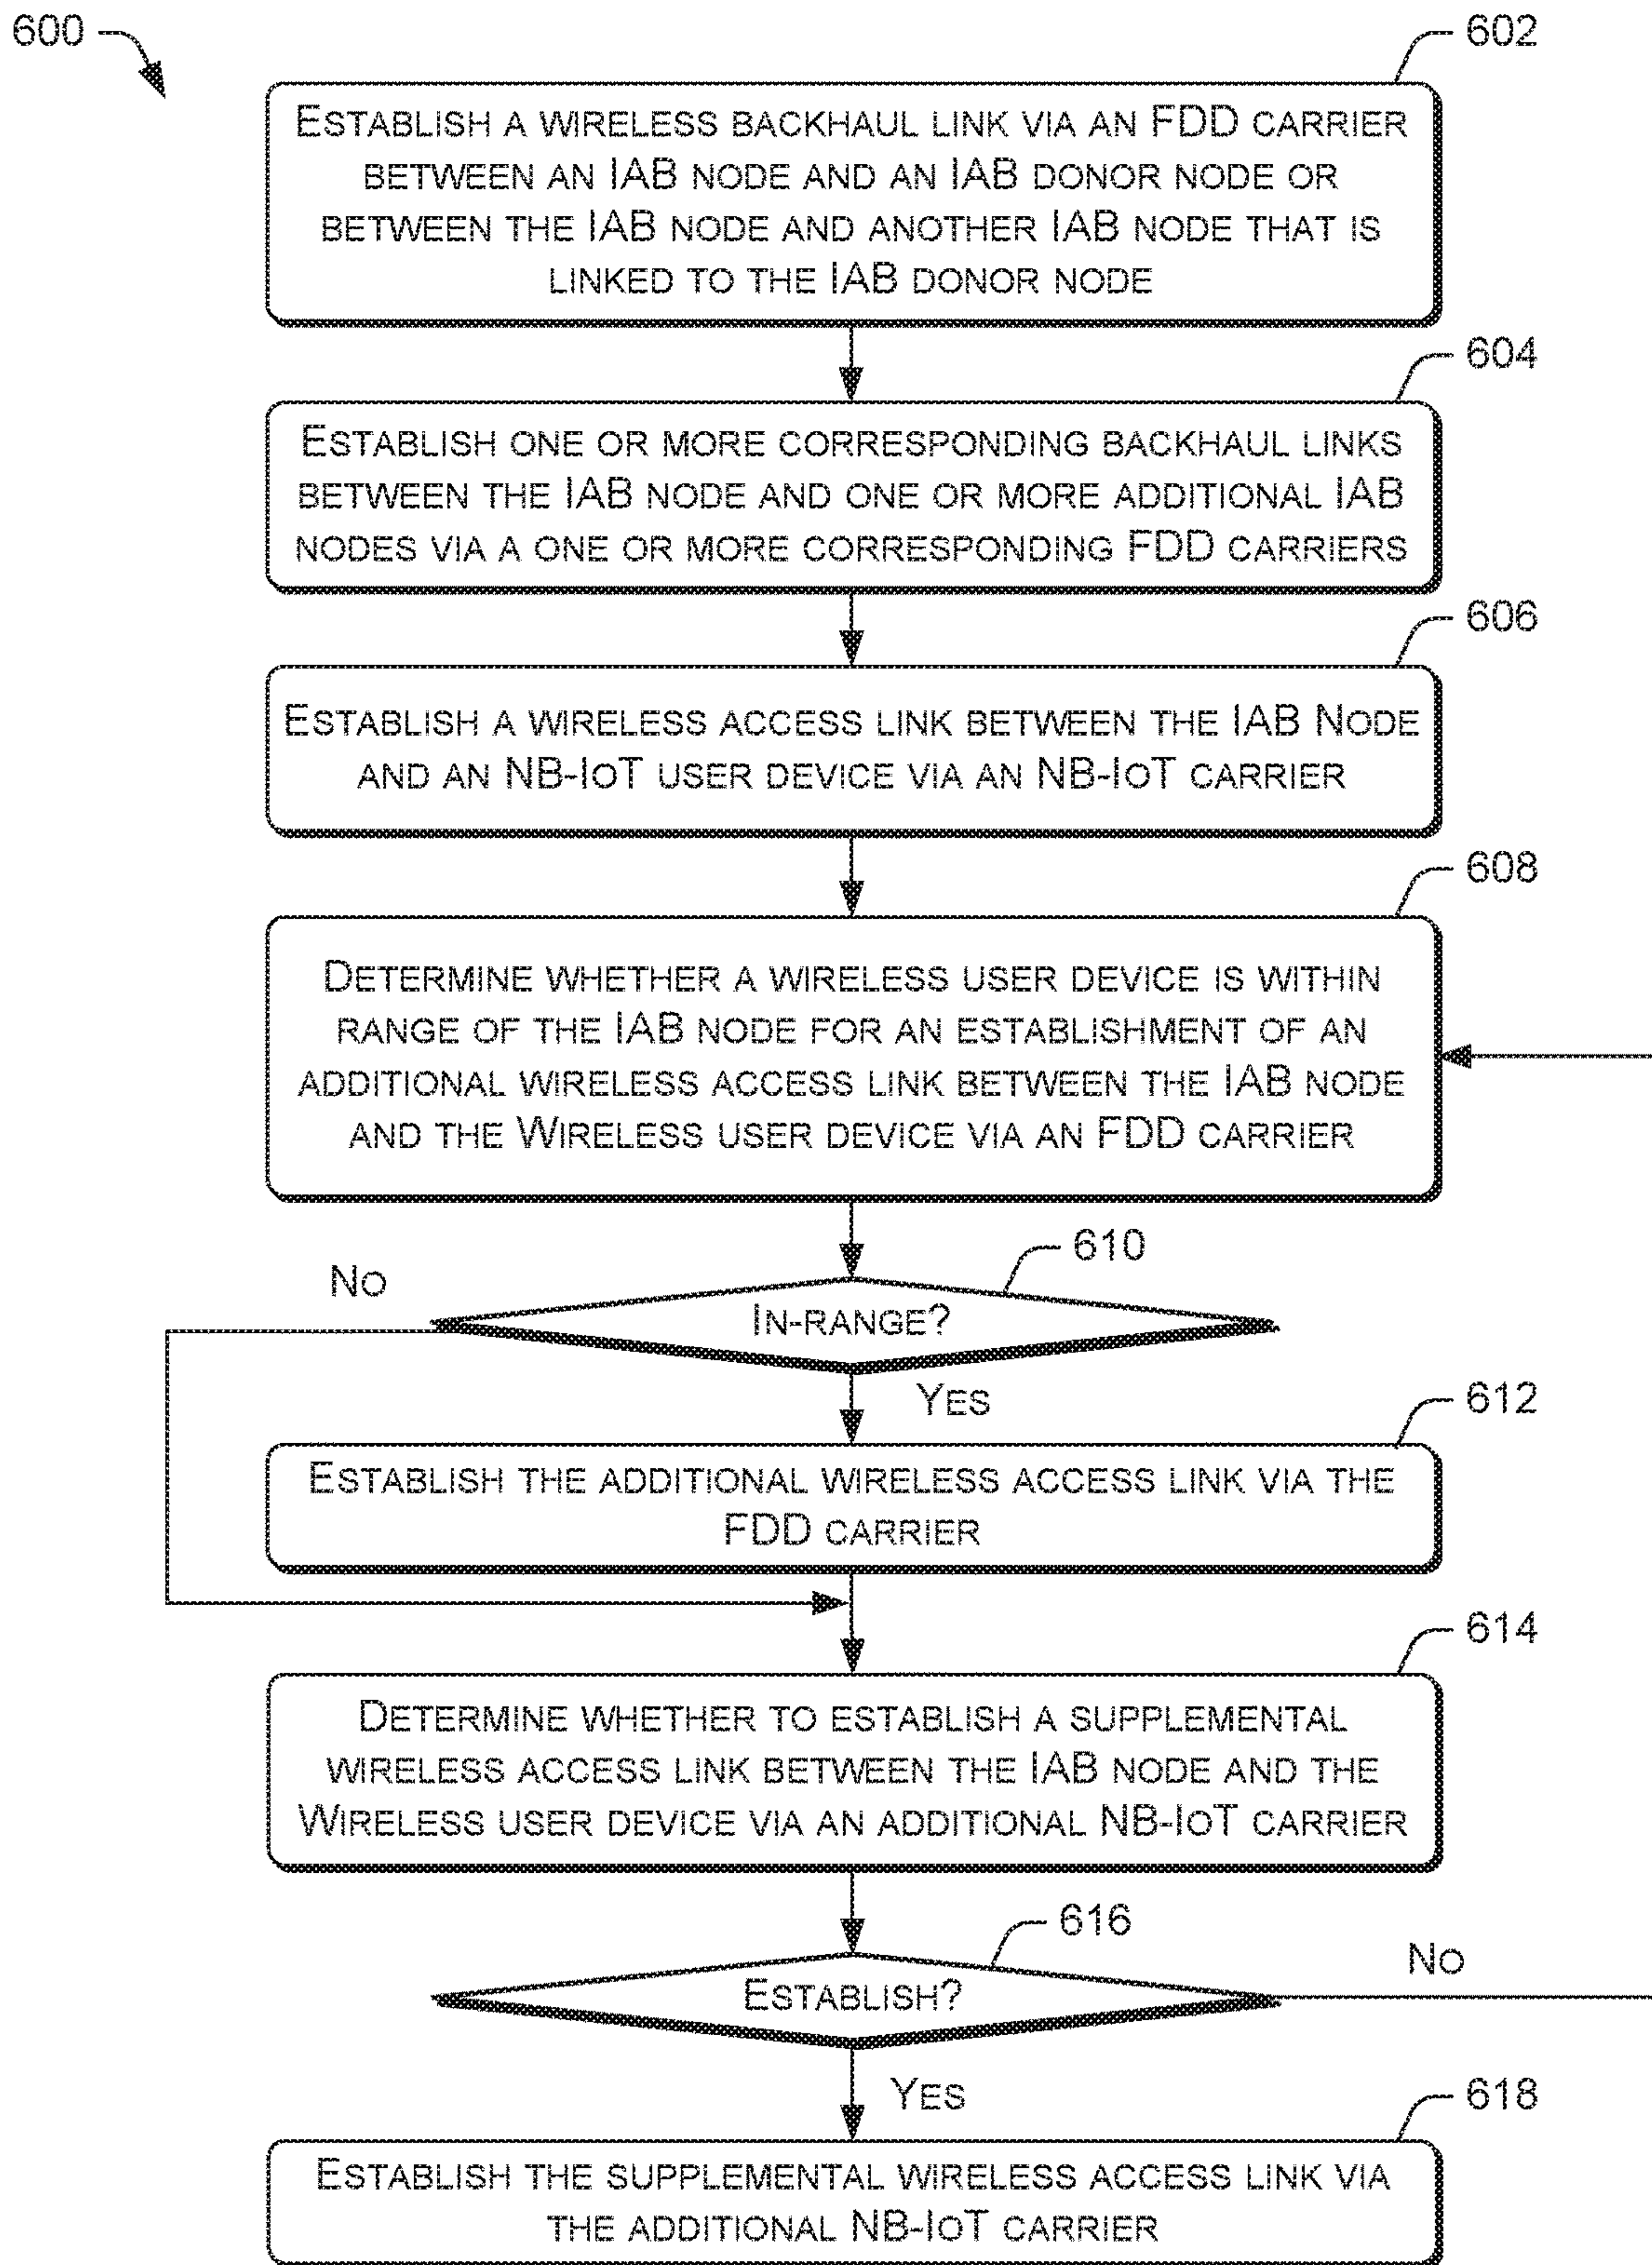 600
602
ESTABLISH A WIRELESS BACKHAUL LINK VIA AN FDD CARRIER
BETWEEN AN IAB NODE AND AN IAB DONOR NODE OR
BETWEEN THE IAB NODE AND ANOTHER IAB NODE THAT IS
LINKED TO THE IAB DONOR NODE
604
ESTABLISH ONE OR MORE CORRESPONDING BACKHAUL LINKS
BETWEEN THE IAB NODE AND ONE OR MORE ADDITIONAL IAB
NODES VIA A ONE OR MORE CORRESPONDING FDD CARRIERS
606
ESTABLISH A WIRELESS ACCESS LINK BETWEEN THE IAB NODE
AND AN NB-IOT USER DEVICE VIA AN NB-IOT CARRIER
608
DETERMINE WHETHER A WIRELESS USER DEVICE IS WITHIN
RANGE OF THE IAB NODE FOR AN ESTABLISHMENT OF AN
ADDITIONAL WIRELESS ACCESS LINK BETWEEN THE IAB NODE
AND THE WIRELESS USER DEVICE VIA AN FDD CARRIER
610
NO
IN-RANGE?
YES
612
ESTABLISH THE ADDITIONAL WIRELESS ACCESS LINK VIA THE
FDD CARRIER
614
DETERMINE WHETHER TO ESTABLISH A SUPPLEMENTAL
WIRELESS ACCESS LINK BETWEEN THE IAB NODE AND THE
WIRELESS USER DEVICE VIA AN ADDITIONAL NB-IOT CARRIER
616
NO
ESTABLISH?
YES
618
ESTABLISH THE SUPPLEMENTAL WIRELESS ACCESS LINK VIA
THE ADDITIONAL NB-IOT CARRIER